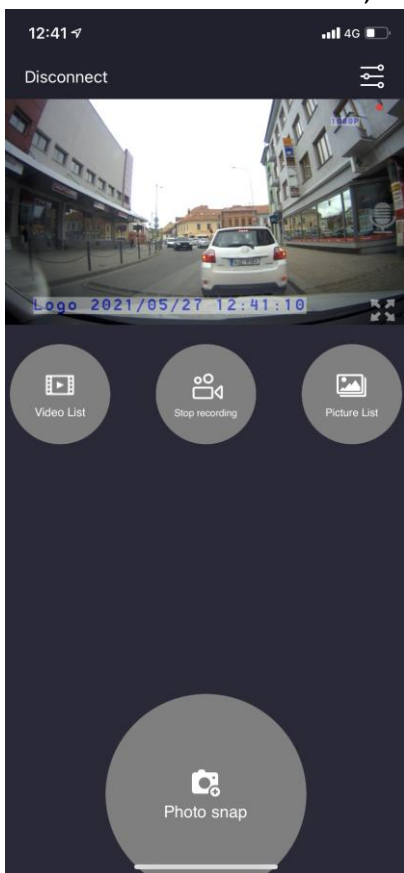 12:41
4G
Disconnect
1080P
Logo 2021/05/27 12:41:10
Video List
Stop recording
Picture List
Photo snap